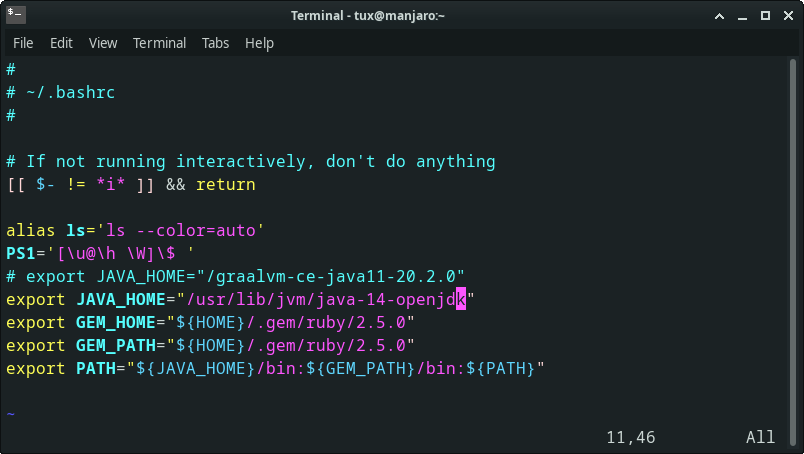 Terminal - tux@manjaro:~
File Edit View Terminal Tabs Help
#
# ~/.bashrc
#
# If not running interactively, don't do anything
[[ $- != *i* ]] && return
alias ls='ls --color=auto'
PS1='[\u@\h \W]\$ '
# export JAVA_HOME="/graalvm-ce-java11-20.2.0"
export JAVA_HOME="/usr/lib/jvm/java-14-openjdk"
export GEM_HOME="${HOME}/.gem/ruby/2.5.0"
export GEM_PATH="${HOME}/.gem/ruby/2.5.0"
export PATH="${JAVA_HOME}/bin:${GEM_PATH}/bin:${PATH}"
~
11,46 All